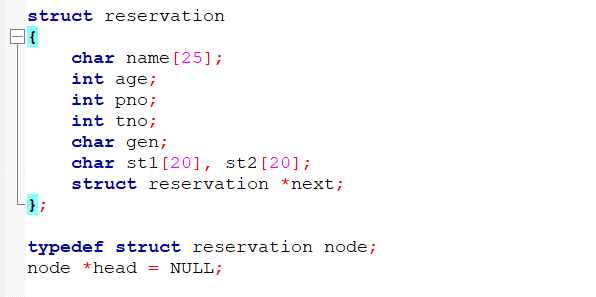 struct reservation
{
    char name[25];
    int age;
    int pno;
    int tno;
    char gen;
    char st1[20], st2[20];
    struct reservation *next;
};
typedef struct reservation node;
node *head = NULL;